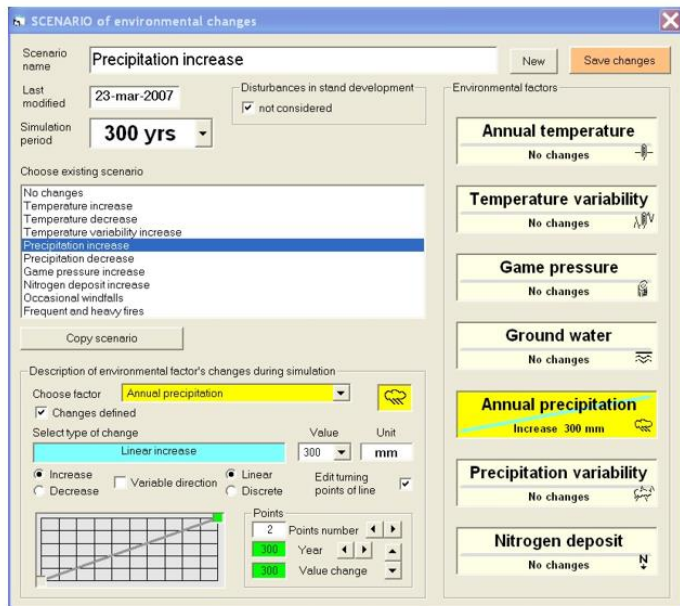 SCENARIO of environmental changes
Scenario name
Precipitation increase
New
Save changes
Last modified
23-mar-2007
Disturbances in stand development
not considered
Simulation period
300 yrs
Choose existing scenario
No changes
Temperature increase
Temperature decrease
Temperature variability increase
Precipitation increase
Precipitation decrease
Game pressure increase
Nitrogen deposit increase
Occasional windfalls
Frequent and heavy fires
Copy scenario
Description of environmental factor's changes during simulation
Choose factor
Annual precipitation
Changes defined
Select type of change
Value
Unit
Linear increase
300
mm
Increase
Decrease
Variable direction
Linear
Discrete
Edit turning
points of line
Points
2 Points number
300 Year
300 Value change
Environmental factors
Annual temperature
No changes
Temperature variability
No changes
Game pressure
No changes
Ground water
No changes
Annual precipitation
Increase 300 mm
Precipitation variability
No changes
Nitrogen deposit
No changes
N